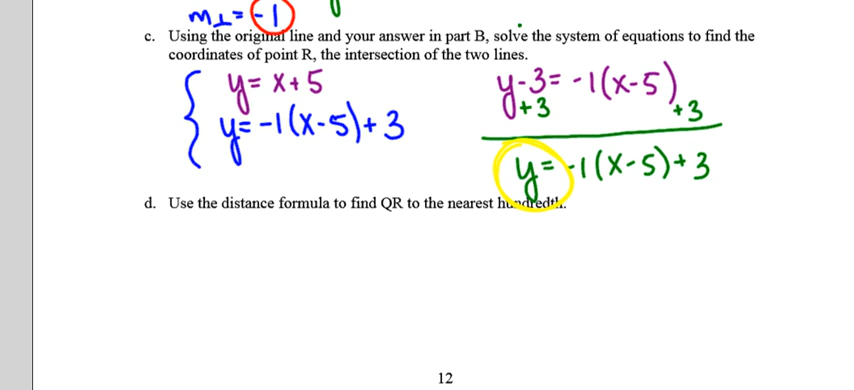 m⊥ = -1
c. Using the original line and your answer in part B, solve the system of equations to find the
coordinates of point R, the intersection of the two lines.
{ y = x + 5
y = -1(x-5) + 3
y - 3 = -1(x-5)
+3 +3
y = -1(x-5) + 3
d. Use the distance formula to find QR to the nearest hundredth.
12